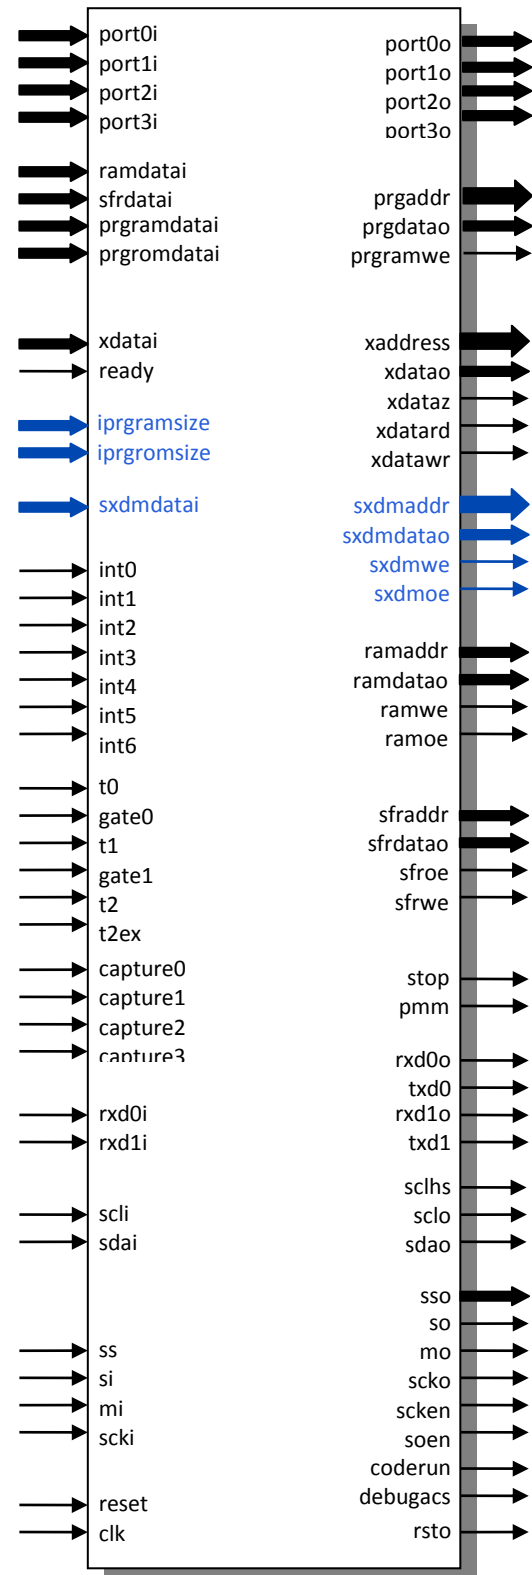 port0i
port1i
port2i
port3i
ramdatai
sfrdatai
prgramdatai
prgromdatai
xdatai
ready
iprgramsize
iprgromsize
sxdmdatai
int0
int1
int2
int3
int4
int5
int6
t0
gate0
t1
gate1
t2
t2ex
capture0
capture1
capture2
capture3
rxd0i
rxd1i
scli
sdai
ss
si
mi
scki
reset
clk
port0o
port1o
port2o
port3o
prgaddr
prgdatao
prgramwe
xaddress
xdatao
xdataz
xdatard
xdatawr
sxdmaddr
sxdmdatao
sxdmwe
sxdmoe
ramaddr
ramdatao
ramwe
ramoe
sfraddr
sfrdatao
sfroe
sfrwe
stop
pmm
rxd0o
txd0
rxd1o
txd1
sclhs
sclo
sdao
sso
so
mo
scko
scken
soen
coderun
debugacs
rsto